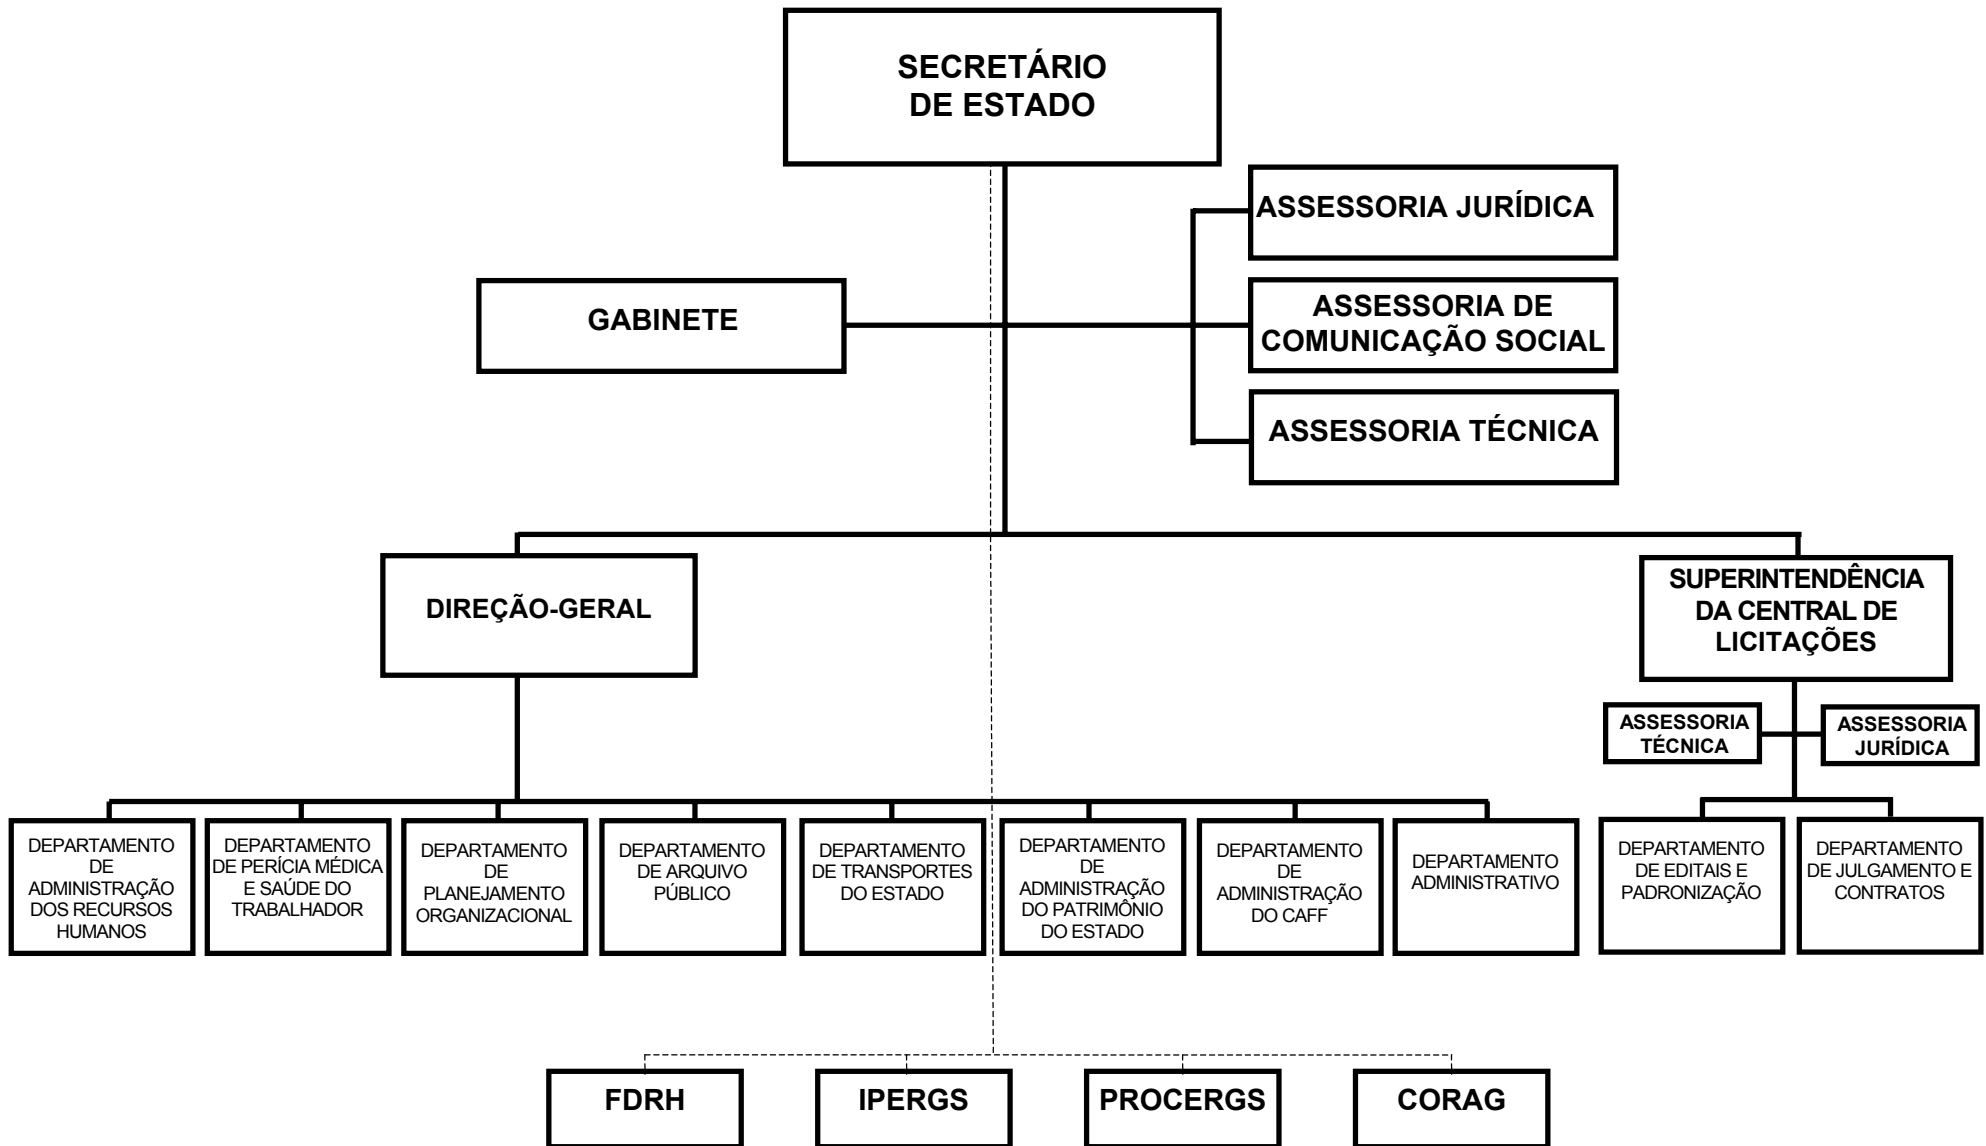 SECRETÁRIO
DE ESTADO
ASSESSORIA JURÍDICA
GABINETE
ASSESSORIA DE
COMUNICAÇÃO SOCIAL
ASSESSORIA TÉCNICA
DIREÇÃO-GERAL
SUPERINTENDÊNCIA
DA CENTRAL DE
LICITAÇÕES
ASSESSORIA
TÉCNICA
ASSESSORIA
JURÍDICA
DEPARTAMENTO
DE
ADMINISTRAÇÃO
DOS RECURSOS
HUMANOS
DEPARTAMENTO
DE PERÍCIA MÉDICA
E SAÚDE DO
TRABALHADOR
DEPARTAMENTO
DE
PLANEJAMENTO
ORGANIZACIONAL
DEPARTAMENTO
DE ARQUIVO
PÚBLICO
DEPARTAMENTO
DE TRANSPORTES
DO ESTADO
DEPARTAMENTO
DE
ADMINISTRAÇÃO
DO PATRIMÔNIO
DO ESTADO
DEPARTAMENTO
DE
ADMINISTRAÇÃO
DO CAFF
DEPARTAMENTO
ADMINISTRATIVO
DEPARTAMENTO
DE EDITAIS E
PADRONIZAÇÃO
DEPARTAMENTO
DE JULGAMENTO E
CONTRATOS
FDRH
IPERGS
PROCERGS
CORAG